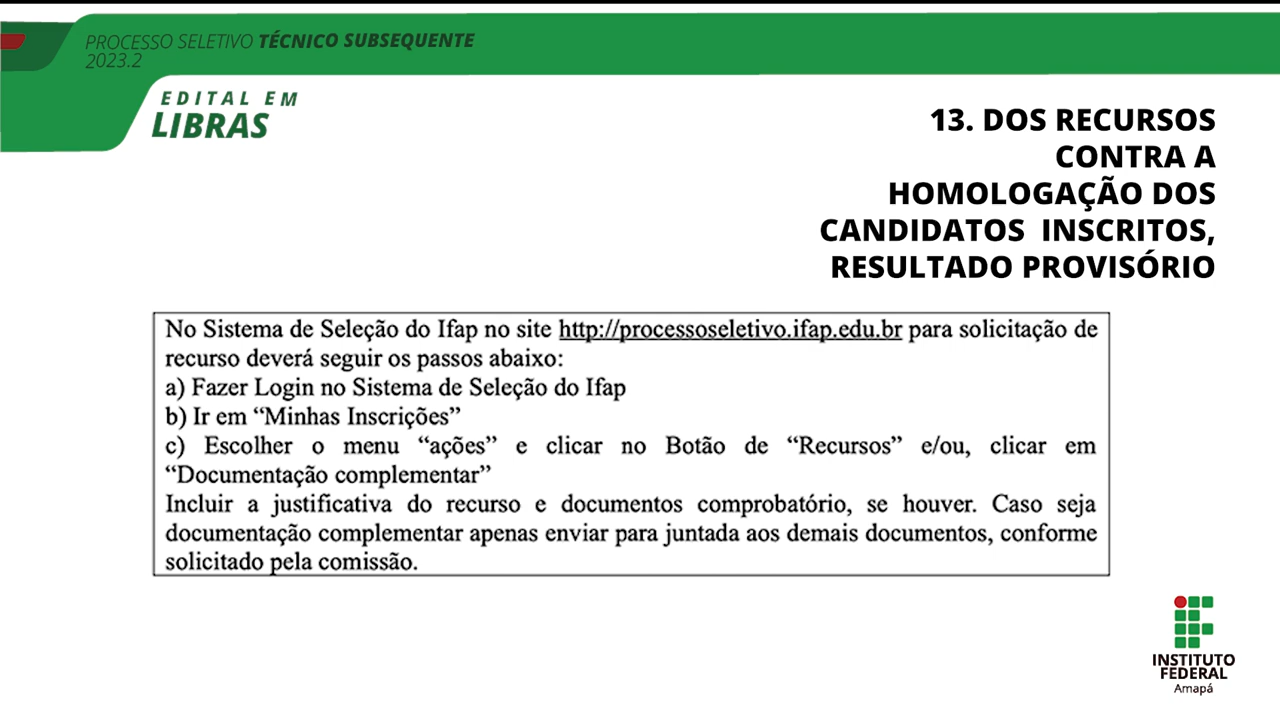 PROCESSO SELETIVO TÉCNICO SUBSEQUENTE
2023.2
EDITAL EM
LIBRAS
13. DOS RECURSOS
CONTRA A
HOMOLOGAÇÃO DOS
CANDIDATOS INSCRITOS,
RESULTADO PROVISÓRIO
No Sistema de Seleção do Ifap no site http://processoseletivo.ifap.edu.br para solicitação de
recurso deverá seguir os passos abaixo:
a) Fazer Login no Sistema de Seleção do Ifap
b) Ir em “Minhas Inscrições”
c) Escolher o menu “ações” e clicar no Botão de “Recursos” e/ou, clicar em
“Documentação complementar”
Incluir a justificativa do recurso e documentos comprobatório, se houver. Caso seja
documentação complementar apenas enviar para juntada aos demais documentos, conforme
solicitado pela comissão.
INSTITUTO
FEDERAL
Amapá